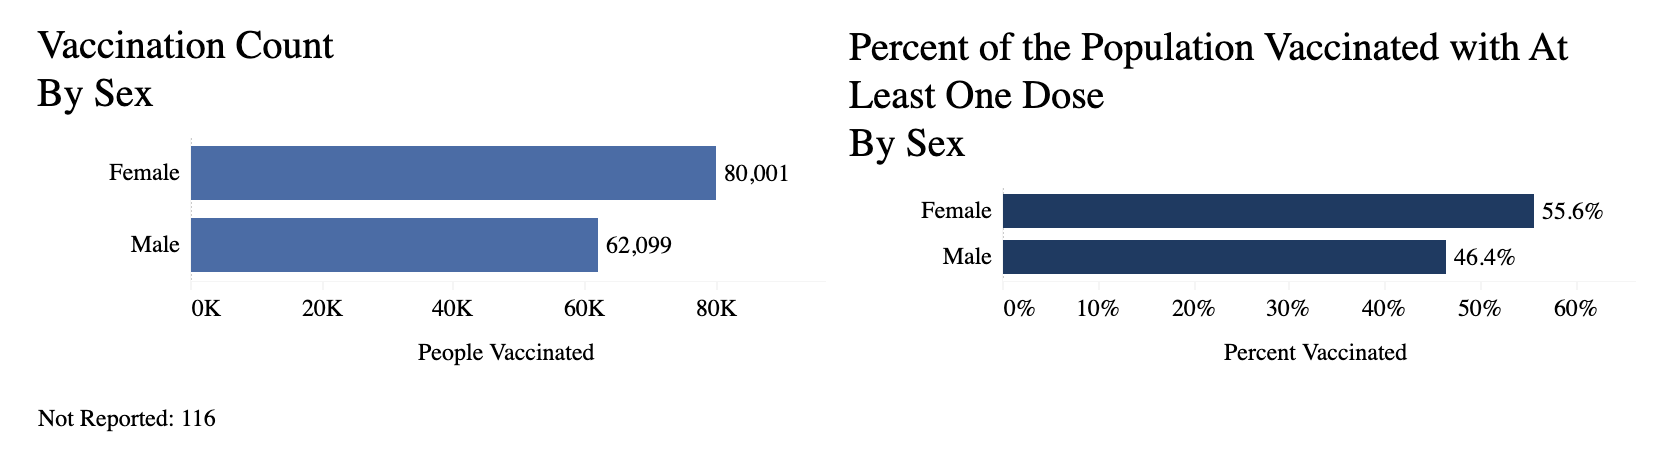 Vaccination Count
By Sex
Female
80,001
Male
62,099
0K 20K 40K 60K 80K
People Vaccinated
Not Reported: 116
Percent of the Population Vaccinated with At
Least One Dose
By Sex
Female
55.6%
Male
46.4%
0% 10% 20% 30% 40% 50% 60%
Percent Vaccinated